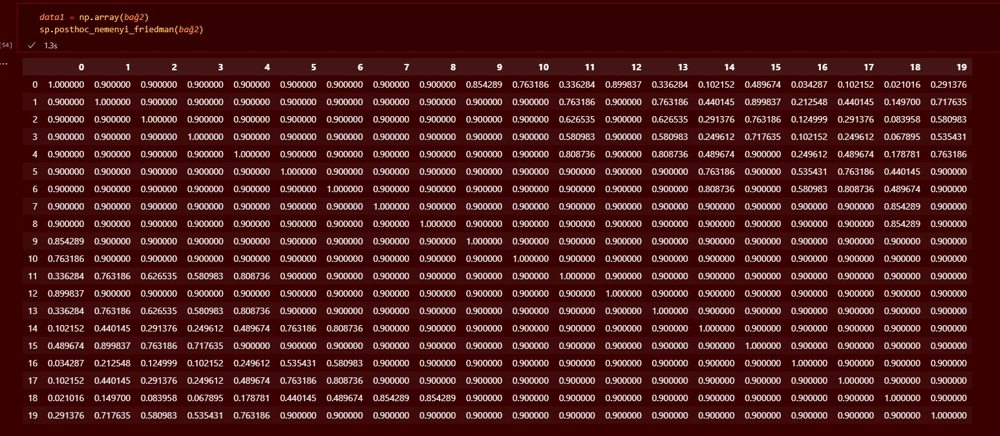 data1 = np.array(bağ2)
sp.posthoc_nemenyi_friedman(bağ2)
[54] ✓ 1.3s
...
0 1 2 3 4 5 6 7 8 9 10 11 12 13 14 15 16 17 18 19
0 1.000000 0.900000 0.900000 0.900000 0.900000 0.900000 0.900000 0.900000 0.900000 0.854289 0.763186 0.336284 0.899837 0.336284 0.102152 0.489674 0.034287 0.102152 0.021016 0.291376
1 0.900000 1.000000 0.900000 0.900000 0.900000 0.900000 0.900000 0.900000 0.900000 0.900000 0.900000 0.763186 0.900000 0.763186 0.440145 0.899837 0.212548 0.440145 0.149700 0.717635
2 0.900000 0.900000 1.000000 0.900000 0.900000 0.900000 0.900000 0.900000 0.900000 0.900000 0.900000 0.626535 0.900000 0.626535 0.291376 0.763186 0.124999 0.291376 0.083958 0.580983
3 0.900000 0.900000 0.900000 1.000000 0.900000 0.900000 0.900000 0.900000 0.900000 0.900000 0.900000 0.580983 0.900000 0.580983 0.249612 0.717635 0.102152 0.249612 0.067895 0.535431
4 0.900000 0.900000 0.900000 0.900000 1.000000 0.900000 0.900000 0.900000 0.900000 0.900000 0.900000 0.808736 0.900000 0.808736 0.489674 0.900000 0.249612 0.489674 0.178781 0.763186
5 0.900000 0.900000 0.900000 0.900000 0.900000 1.000000 0.900000 0.900000 0.900000 0.900000 0.900000 0.900000 0.900000 0.900000 0.763186 0.900000 0.535431 0.763186 0.440145 0.900000
6 0.900000 0.900000 0.900000 0.900000 0.900000 0.900000 1.000000 0.900000 0.900000 0.900000 0.900000 0.900000 0.900000 0.900000 0.808736 0.900000 0.580983 0.808736 0.489674 0.900000
7 0.900000 0.900000 0.900000 0.900000 0.900000 0.900000 0.900000 1.000000 0.900000 0.900000 0.900000 0.900000 0.900000 0.900000 0.900000 0.900000 0.900000 0.900000 0.854289 0.900000
8 0.900000 0.900000 0.900000 0.900000 0.900000 0.900000 0.900000 0.900000 1.000000 0.900000 0.900000 0.900000 0.900000 0.900000 0.900000 0.900000 0.900000 0.900000 0.854289 0.900000
9 0.854289 0.900000 0.900000 0.900000 0.900000 0.900000 0.900000 0.900000 0.900000 1.000000 0.900000 0.900000 0.900000 0.900000 0.900000 0.900000 0.900000 0.900000 0.900000 0.900000
10 0.763186 0.900000 0.900000 0.900000 0.900000 0.900000 0.900000 0.900000 0.900000 0.900000 1.000000 0.900000 0.900000 0.900000 0.900000 0.900000 0.900000 0.900000 0.900000 0.900000
11 0.336284 0.763186 0.626535 0.580983 0.808736 0.900000 0.900000 0.900000 0.900000 0.900000 0.900000 1.000000 0.900000 0.900000 0.900000 0.900000 0.900000 0.900000 0.900000 0.900000
12 0.899837 0.900000 0.900000 0.900000 0.900000 0.900000 0.900000 0.900000 0.900000 0.900000 0.900000 0.900000 1.000000 0.900000 0.900000 0.900000 0.900000 0.900000 0.900000 0.900000
13 0.336284 0.763186 0.626535 0.580983 0.808736 0.900000 0.900000 0.900000 0.900000 0.900000 0.900000 0.900000 0.900000 1.000000 0.900000 0.900000 0.900000 0.900000 0.900000 0.900000
14 0.102152 0.440145 0.291376 0.249612 0.489674 0.763186 0.808736 0.900000 0.900000 0.900000 0.900000 0.900000 0.900000 0.900000 1.000000 0.900000 0.900000 0.900000 0.900000 0.900000
15 0.489674 0.899837 0.763186 0.717635 0.900000 0.900000 0.900000 0.900000 0.900000 0.900000 0.900000 0.900000 0.900000 0.900000 0.900000 1.000000 0.900000 0.900000 0.900000 0.900000
16 0.034287 0.212548 0.124999 0.102152 0.249612 0.535431 0.580983 0.900000 0.900000 0.900000 0.900000 0.900000 0.900000 0.900000 0.900000 0.900000 1.000000 0.900000 0.900000 0.900000
17 0.102152 0.440145 0.291376 0.249612 0.489674 0.763186 0.808736 0.900000 0.900000 0.900000 0.900000 0.900000 0.900000 0.900000 0.900000 0.900000 0.900000 1.000000 0.900000 0.900000
18 0.021016 0.149700 0.083958 0.067895 0.178781 0.440145 0.489674 0.854289 0.854289 0.900000 0.900000 0.900000 0.900000 0.900000 0.900000 0.900000 0.900000 0.900000 1.000000 0.900000
19 0.291376 0.717635 0.580983 0.535431 0.763186 0.900000 0.900000 0.900000 0.900000 0.900000 0.900000 0.900000 0.900000 0.900000 0.900000 0.900000 0.900000 0.900000 0.900000 1.000000